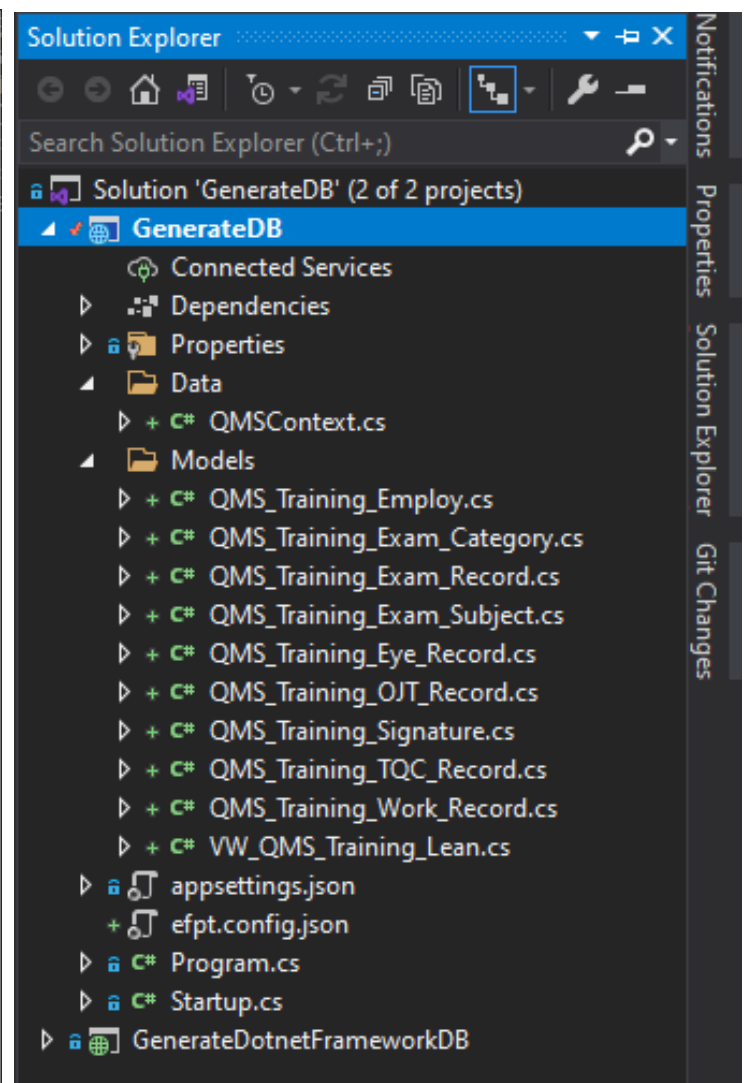 Solution Explorer
Search Solution Explorer (Ctrl+;)
Solution 'GenerateDB' (2 of 2 projects)
GenerateDB
Connected Services
Dependencies
Properties
Data
C# QMSContext.cs
Models
C# QMS_Training_Employ.cs
C# QMS_Training_Exam_Category.cs
C# QMS_Training_Exam_Record.cs
C# QMS_Training_Exam_Subject.cs
C# QMS_Training_Eye_Record.cs
C# QMS_Training_OJT_Record.cs
C# QMS_Training_Signature.cs
C# QMS_Training_TQC_Record.cs
C# QMS_Training_Work_Record.cs
C# VW_QMS_Training_Lean.cs
appsettings.json
efpt.config.json
C# Program.cs
C# Startup.cs
GenerateDotnetFrameworkDB
Notifications
Properties
Solution Explorer
Git Changes